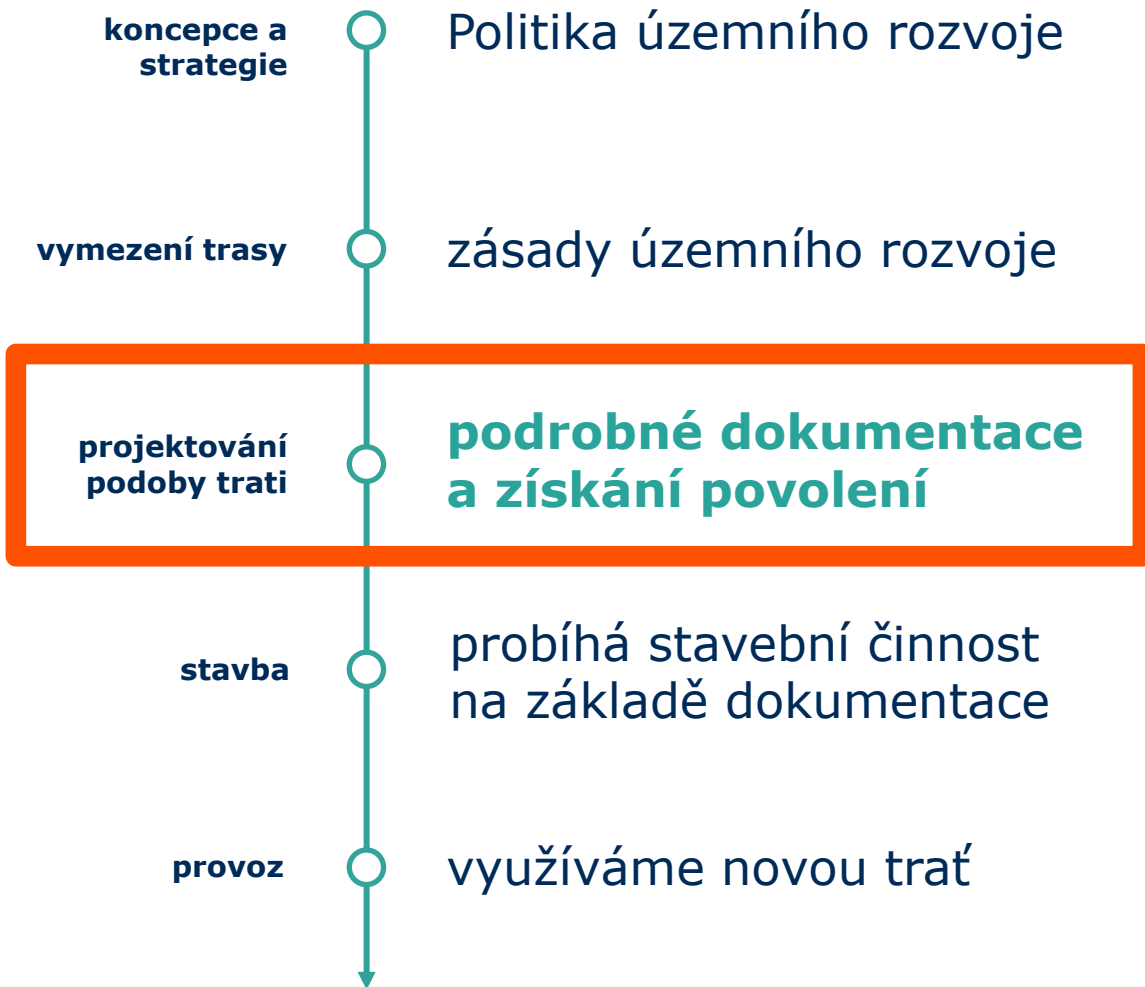 koncepce a
strategie
Politika územního rozvoje
vymezení trasy
zásady územního rozvoje
projektování
podoby trati
podrobné dokumentace
a získání povolení
stavba
probíhá stavební činnost
na základě dokumentace
provoz
využíváme novou trať